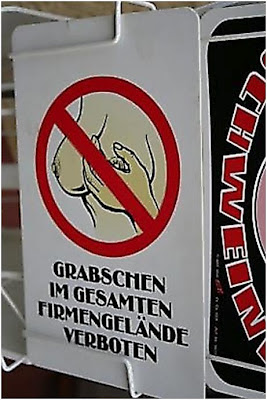 GRABSCHEN
IM GESAMTEN
FIRMENGELÄNDE
VERBOTEN